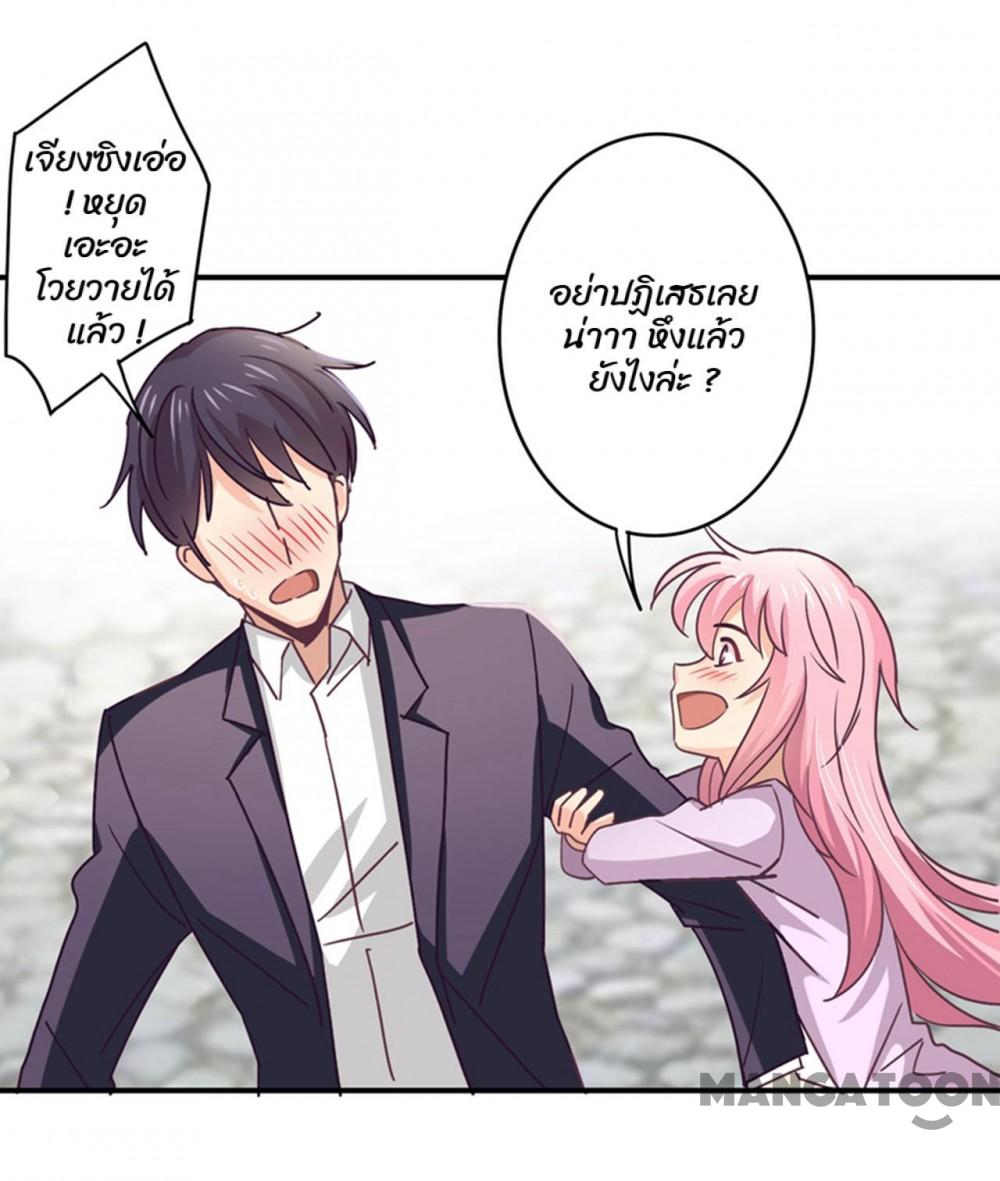 เจียงซิงเอ่อ
! หยุด
เอะอะ
โวยวายได้
แล้ว !
อย่าปฏิเสธเลย
น่าาา หึงแล้ว
ยังไงล่ะ ?
MANGATOON